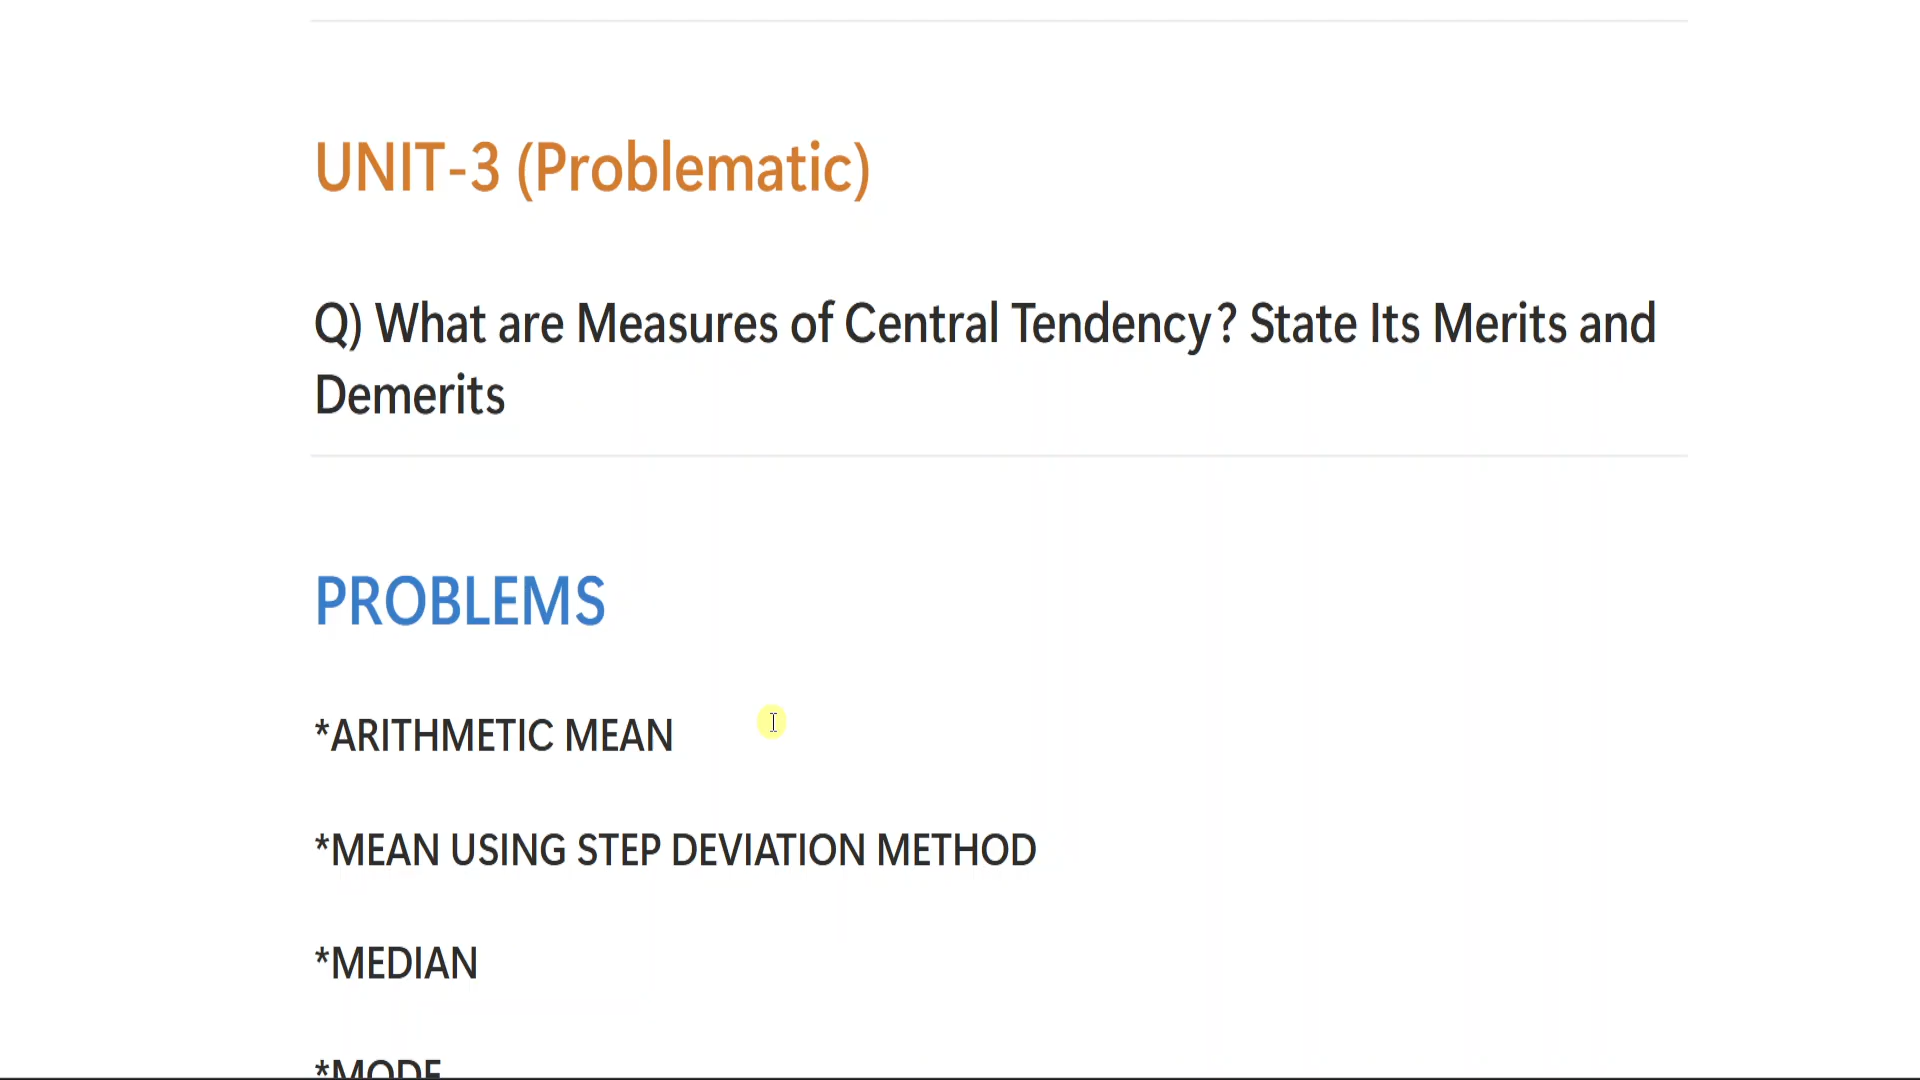 UNIT-3 (Problematic)
Q) What are Measures of Central Tendency? State Its Merits and
Demerits
PROBLEMS
*ARITHMETIC MEAN
*MEAN USING STEP DEVIATION METHOD
*MEDIAN
*MODE